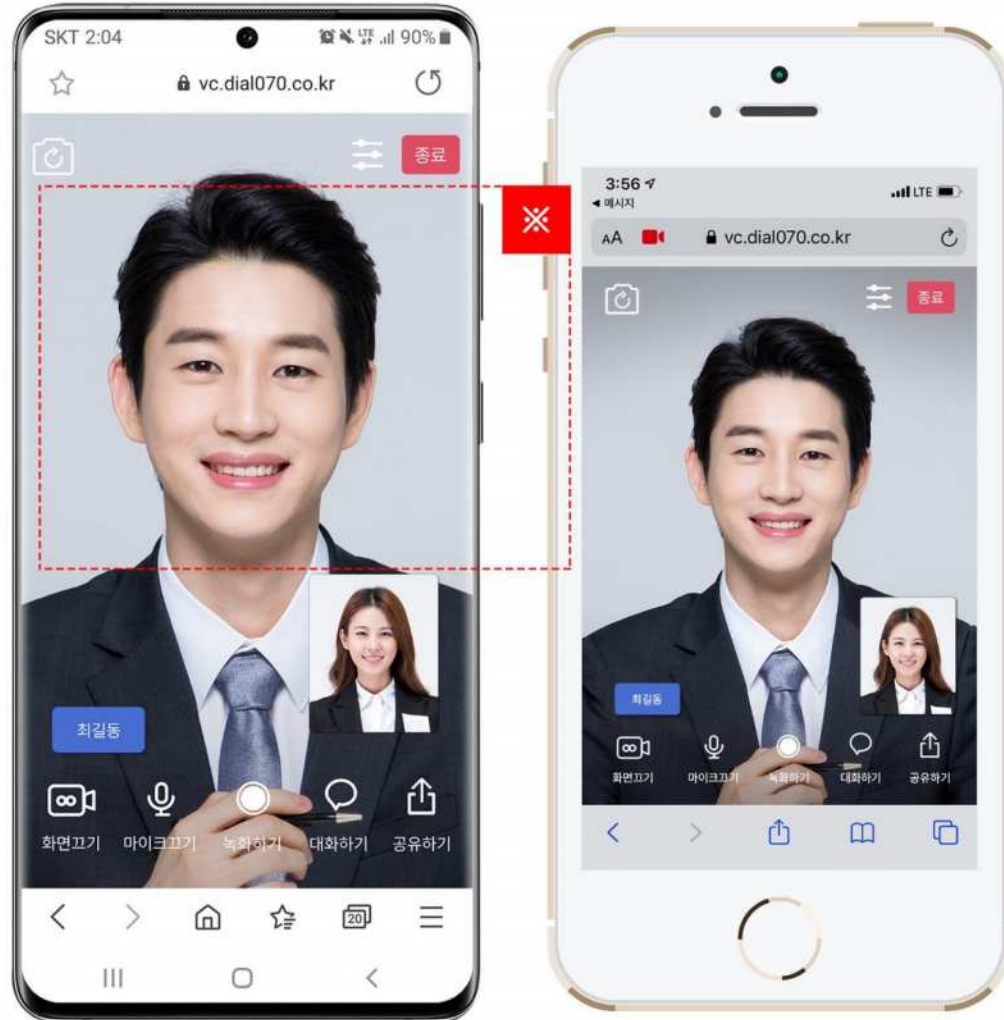 SKT 2:04
LTE 90%
vc.dial070.co.kr
종료
※
최길동
화면끄기 마이크끄기 녹화하기 대화하기 공유하기
20
3:56
LTE
◀ 메시지
AA vc.dial070.co.kr
종료
최길동
화면끄기 마이크끄기 녹화하기 대화하기 공유하기